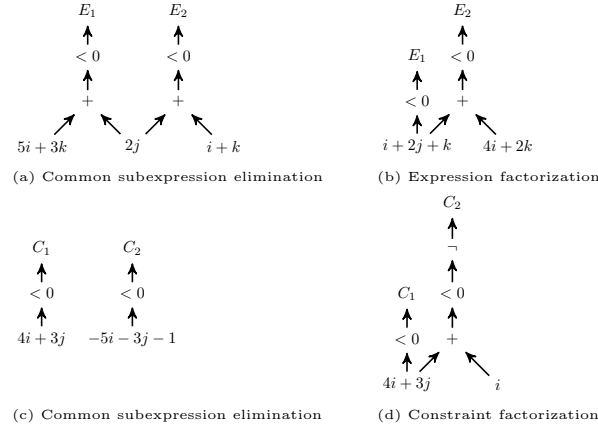 E₁ E₂
< 0 < 0
+ +
5i + 3k 2j i + k
(a) Common subexpression elimination
E₂
E₁ < 0
< 0 +
i + 2j + k 4i + 2k
(b) Expression factorization
C₁ C₂
< 0 < 0
4i + 3j −5i − 3j − 1
(c) Common subexpression elimination
C₂
¬
C₁ < 0
< 0 +
4i + 3j i
(d) Constraint factorization